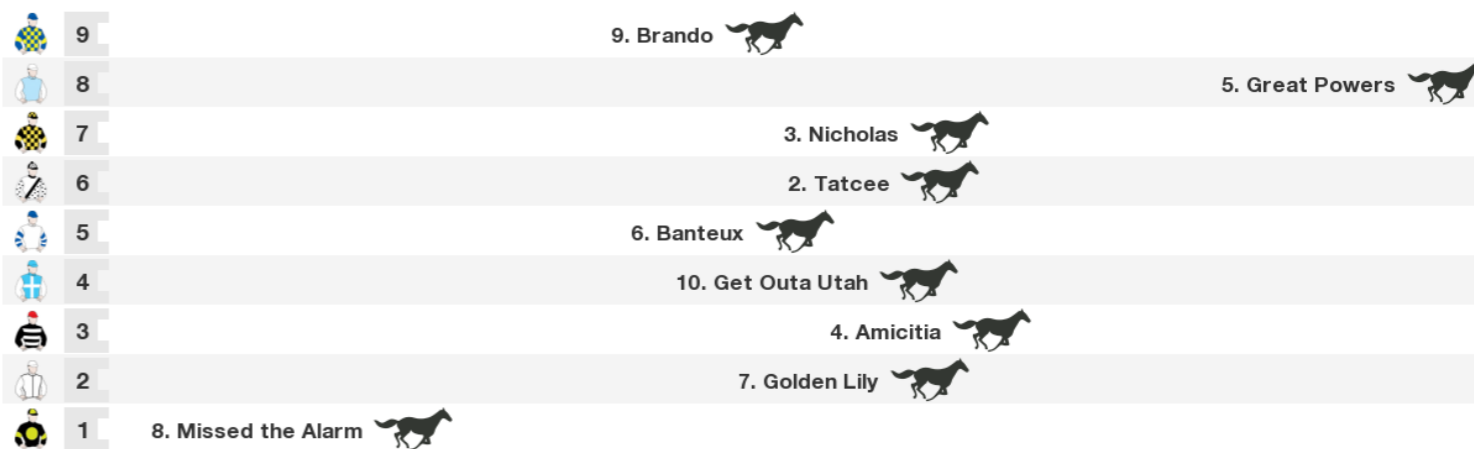 9 9. Brando
8 5. Great Powers
7 3. Nicholas
6 2. Tatcee
5 6. Banteux
4 10. Get Outa Utah
3 4. Amicitia
2 7. Golden Lily
1 8. Missed the Alarm